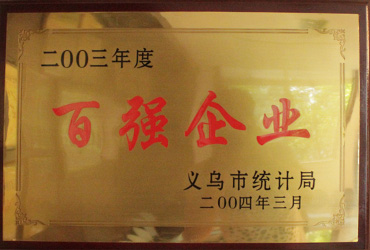 二00三年度
百强企业
义乌市统计局
二00四年三月